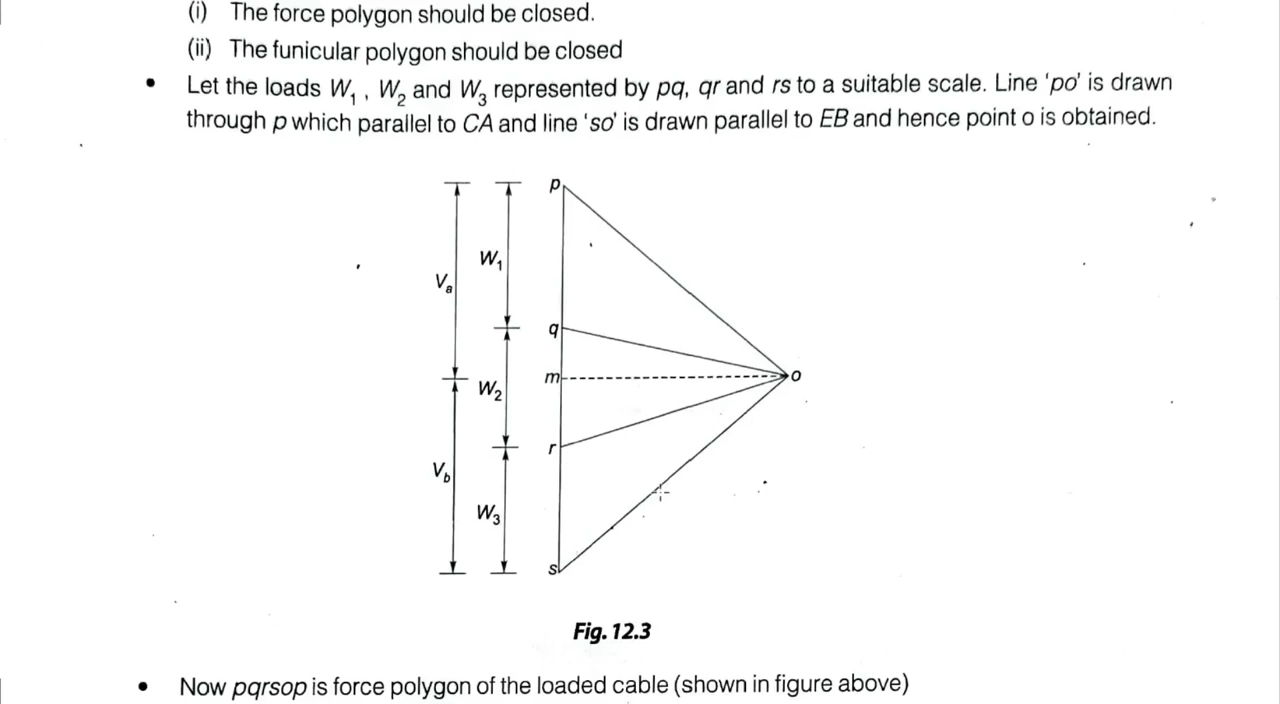 (i) The force polygon should be closed.
(ii) The funicular polygon should be closed
• Let the loads W₁ , W₂ and W₃ represented by pq, qr and rs to a suitable scale. Line 'po' is drawn
through p which parallel to CA and line 'so' is drawn parallel to EB and hence point o is obtained.
p
W₁
Vₐ
q
m
o
W₂
r
V_b
W₃
s
Fig. 12.3
• Now pqrsop is force polygon of the loaded cable (shown in figure above)